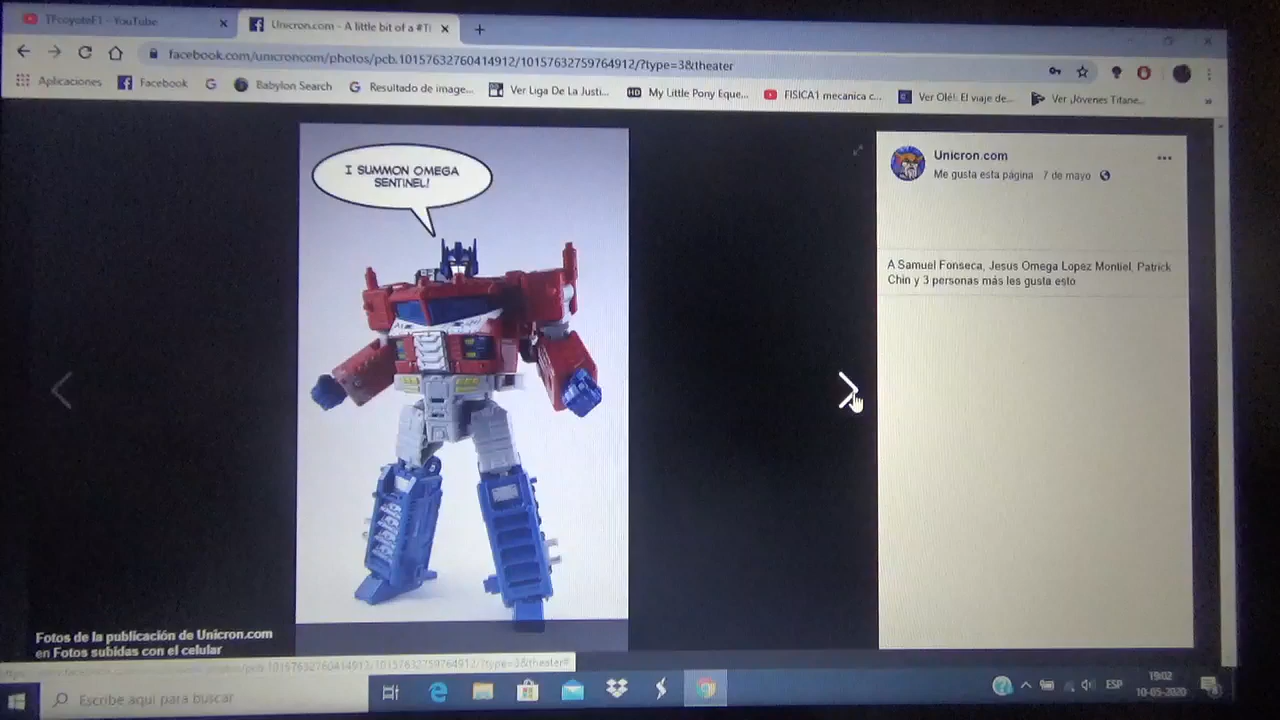 TFcoyoteF1 - YouTube
Unicron.com - A little bit of a #Ti
facebook.com/unicroncom/photos/pcb.10157632760414912/10157632759764912/?type=3&theater
Aplicaciones
Facebook
Babylon Search
Resultado de image...
Ver Liga De La Justi...
HD
My Little Pony Eque...
FISICA1 mecanica c...
Ver Olé!: El viaje de...
Ver Jóvenes Titane...
I SUMMON OMEGA
SENTINEL!
Unicron.com
Me gusta esta página · 7 de mayo
A Samuel Fonseca, Jesus Omega Lopez Montiel, Patrick
Chin y 3 personas más les gusta esto
Fotos de la publicación de Unicron.com
en Fotos subidas con el celular
Escribe aquí para buscar
ESP
19:02
10-05-2020